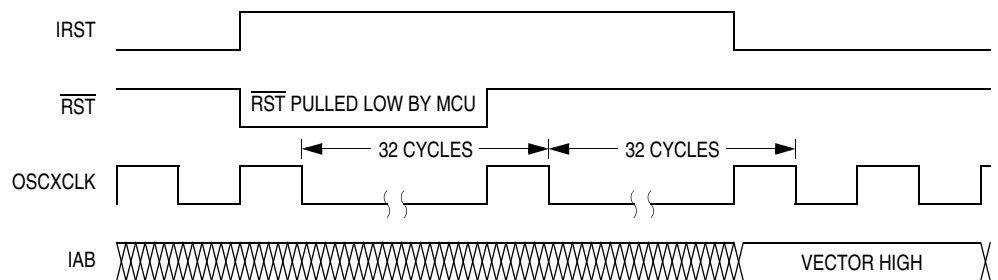 IRST
RST
RST PULLED LOW BY MCU
32 CYCLES
32 CYCLES
OSCXCLK
IAB
VECTOR HIGH